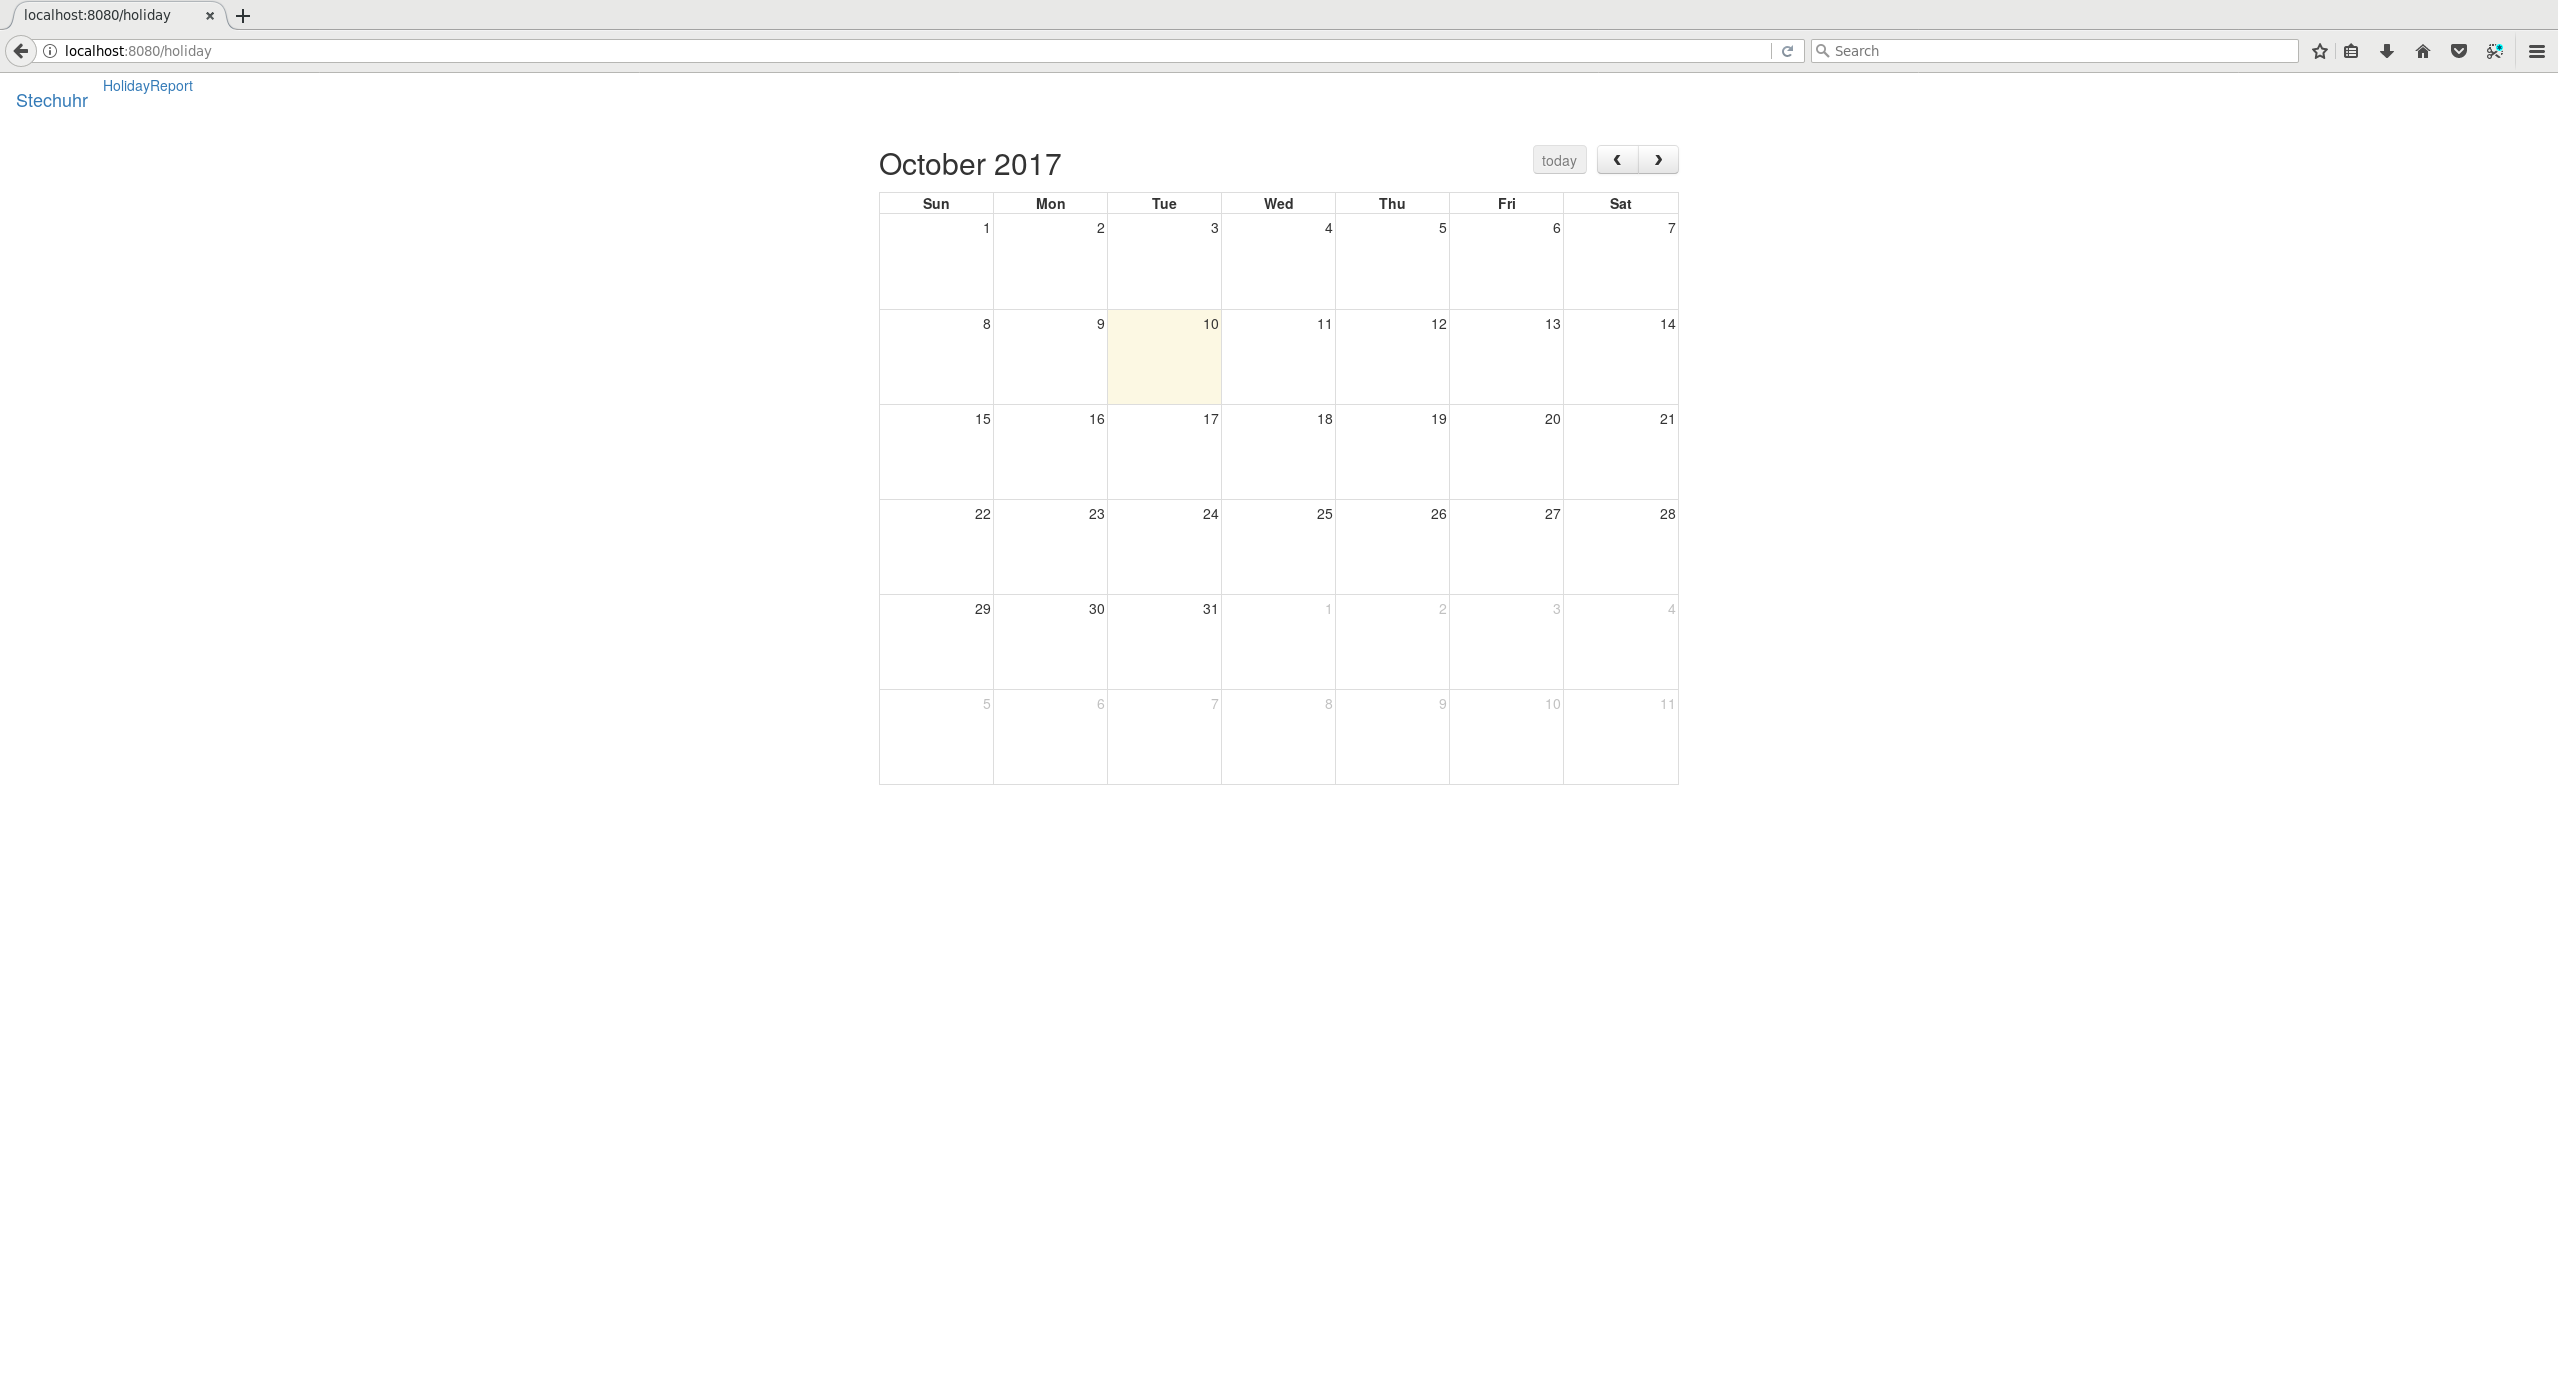 localhost:8080/holiday
localhost:8080/holiday
Search
HolidayReport
Stechuhr
October 2017
today
Sun Mon Tue Wed Thu Fri Sat
1 2 3 4 5 6 7
8 9 10 11 12 13 14
15 16 17 18 19 20 21
22 23 24 25 26 27 28
29 30 31 1 2 3 4
5 6 7 8 9 10 11